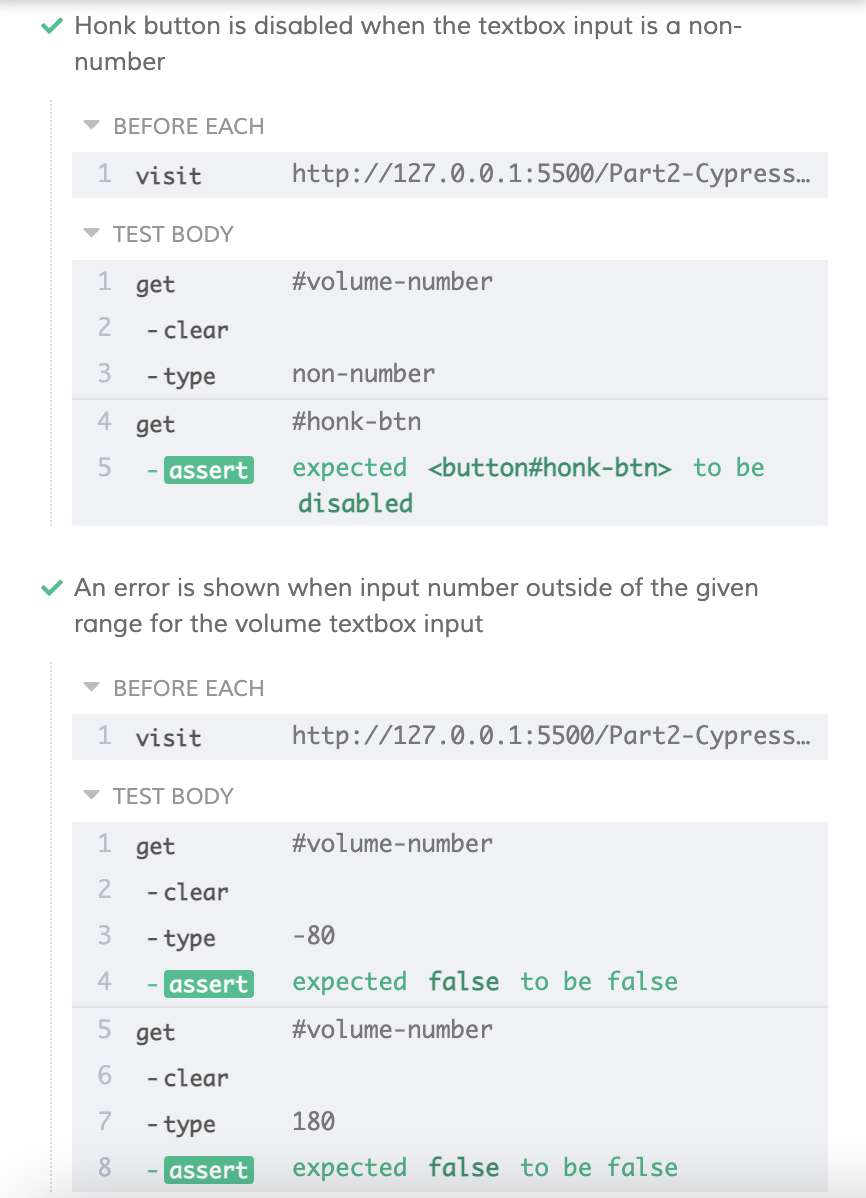 Honk button is disabled when the textbox input is a non-
number
BEFORE EACH
1 visit http://127.0.0.1:5500/Part2-Cypress…
TEST BODY
1 get #volume-number
2 -clear
3 -type non-number
4 get #honk-btn
5 -assert expected <button#honk-btn> to be
disabled
An error is shown when input number outside of the given
range for the volume textbox input
BEFORE EACH
1 visit http://127.0.0.1:5500/Part2-Cypress…
TEST BODY
1 get #volume-number
2 -clear
3 -type -80
4 -assert expected false to be false
5 get #volume-number
6 -clear
7 -type 180
8 -assert expected false to be false